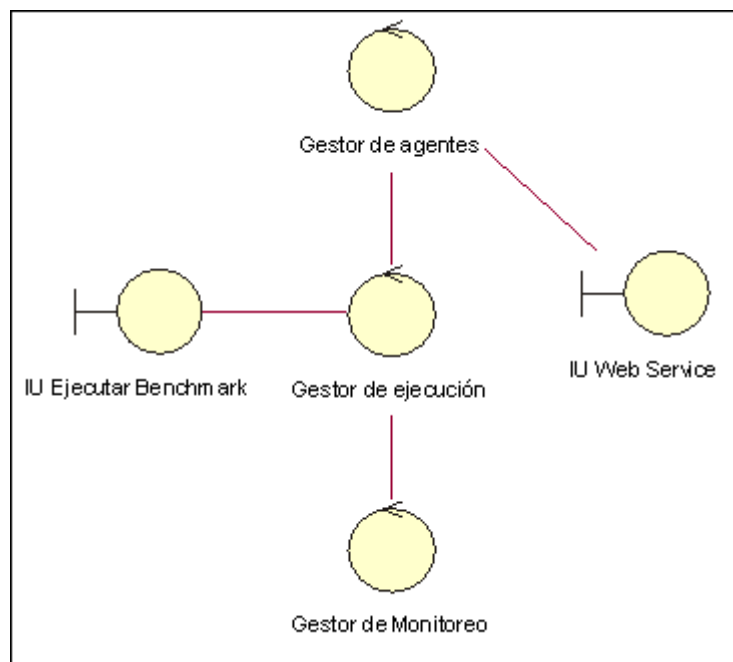 Gestor de agentes
IU Web Service
IU Ejecutar Benchmark
Gestor de ejecución
Gestor de Monitoreo